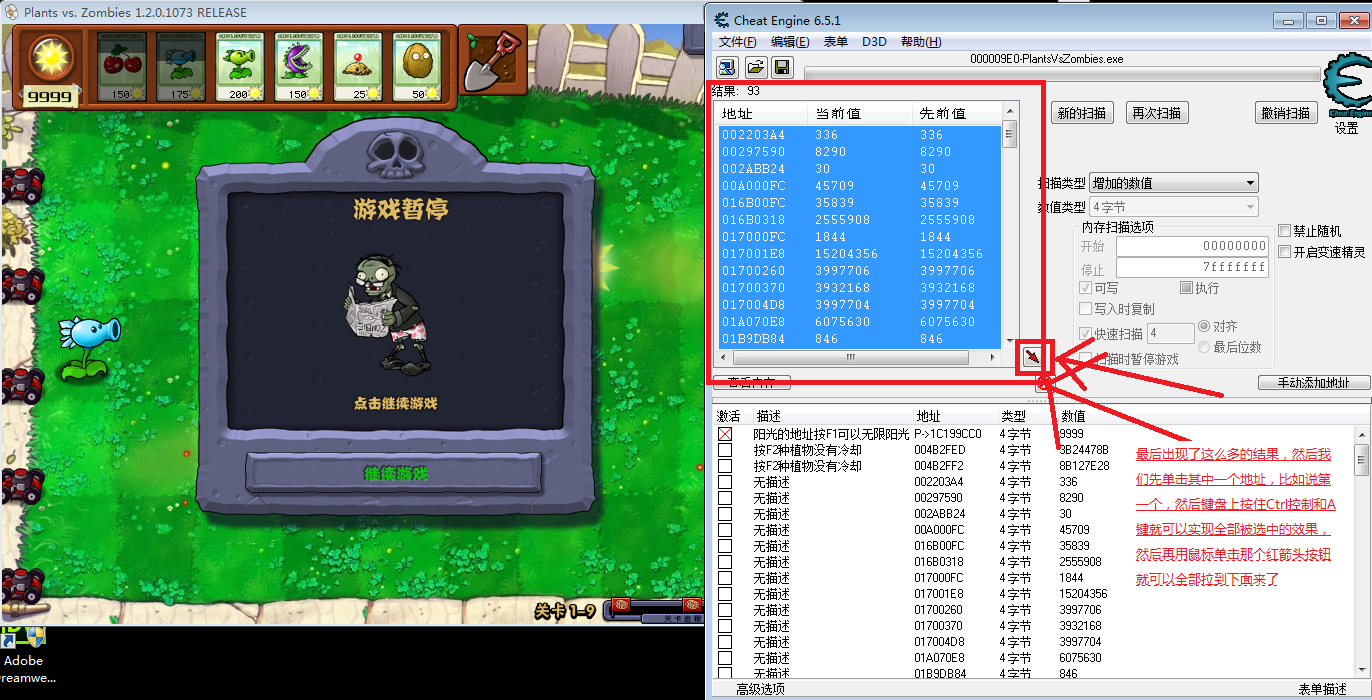 Plants vs. Zombies 1.2.0.1073 RELEASE
9999
150
175
200
150
25
50
游戏暂停
点击继续游戏
继续游戏
关卡 1-9
关卡进程
Adobe
reamwe...
Cheat Engine 6.5.1
文件(F) 编辑(E) 表单 D3D 帮助(H)
000009E0-PlantsVsZombies.exe
Cheat Engine
设置
结果: 93
地址 当前值 先前值
002203A4 336 336
00297590 8290 8290
002ABB24 30 30
00A000FC 45709 45709
016B00FC 35839 35839
016B0318 2555908 2555908
017000FC 1844 1844
017001E8 15204356 15204356
01700260 3997706 3997706
01700370 3932168 3932168
017004D8 3997704 3997704
01A070E8 6075630 6075630
01B9DB84 846 846
新的扫描 再次扫描 撤销扫描
扫描类型 增加的数值
数值类型 4 字节
内存扫描选项
开始 00000000
停止 7fffffff
可写 执行
写入时复制
快速扫描 4 对齐
最后位数
扫描时暂停游戏
禁止随机
开启变速精灵
查看内存
手动添加地址
激活 描述 地址 类型 数值
阳光的地址按F1可以无限阳光 P->1C199CC0 4 字节 9999
按F2种植物没有冷却 004B2FED 4 字节 3B24478B
按F2种植物没有冷却 004B2FF2 4 字节 8B127E28
无描述 002203A4 4 字节 336
无描述 00297590 4 字节 8290
无描述 002ABB24 4 字节 30
无描述 00A000FC 4 字节 45709
无描述 016B00FC 4 字节 35839
无描述 016B0318 4 字节 2555908
无描述 017000FC 4 字节 1844
无描述 017001E8 4 字节 15204356
无描述 01700260 4 字节 3997706
无描述 01700370 4 字节 3932168
无描述 017004D8 4 字节 3997704
无描述 01A070E8 4 字节 6075630
无描述 01B9DB84 4 字节 846
最后出现了这么多的结果，然后我
们先单击其中一个地址，比如说第
一个，然后键盘上按住Ctrl控制和A
键就可以实现全部被选中的效果，
然后再用鼠标单击那个红箭头按钮
就可以全部拉到下面来了
高级选项
表单描述